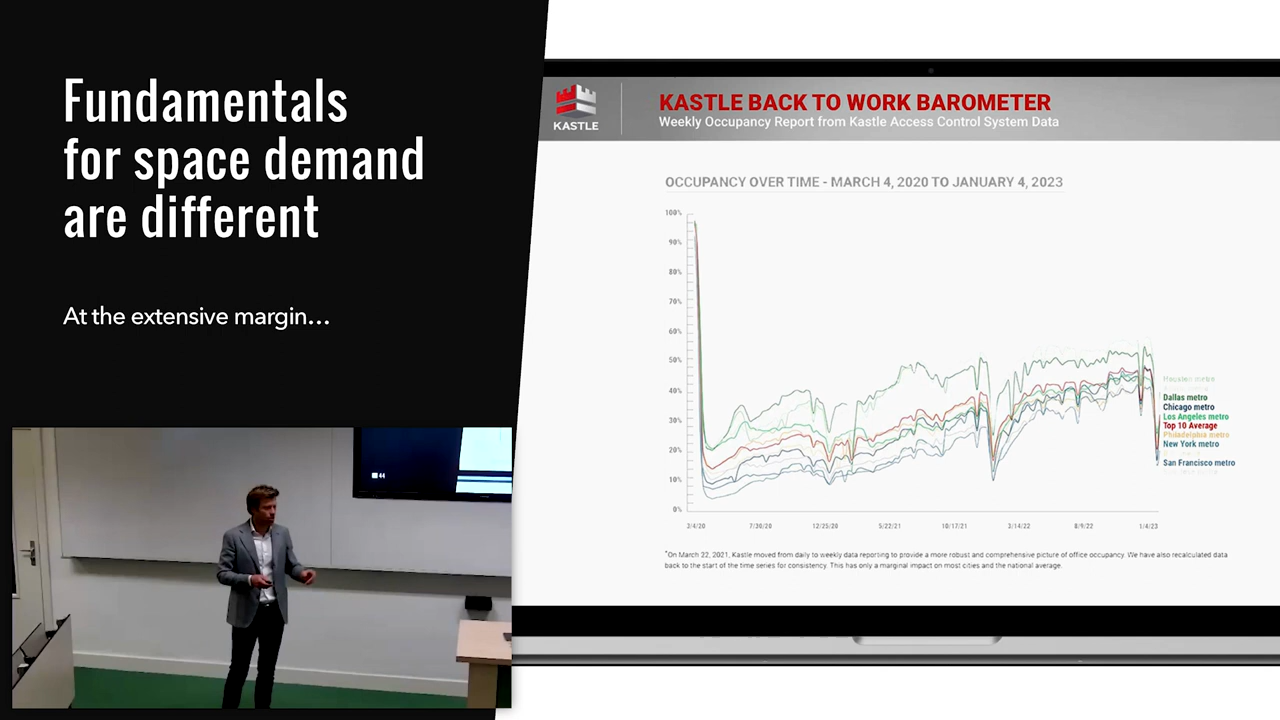 Fundamentals
for space demand
are different
At the extensive margin...
KASTLE
KASTLE BACK TO WORK BAROMETER
Weekly Occupancy Report from Kastle Access Control System Data
OCCUPANCY OVER TIME - MARCH 4, 2020 TO JANUARY 4, 2023
100%
90%
80%
70%
60%
50%
40%
30%
20%
10%
0%
3/4/20 7/30/20 12/25/20 5/22/21 10/17/21 3/14/22 8/9/22 1/4/23
Houston metro
Dallas metro
Chicago metro
Los Angeles metro
Top 10 Average
Philadelphia metro
New York metro
San Francisco metro
*On March 22, 2021, Kastle moved from daily to weekly data reporting to provide a more robust and comprehensive picture of office occupancy. We have also recalculated data
back to the start of the time series for consistency. This has only a marginal impact on most cities and the national average.
44